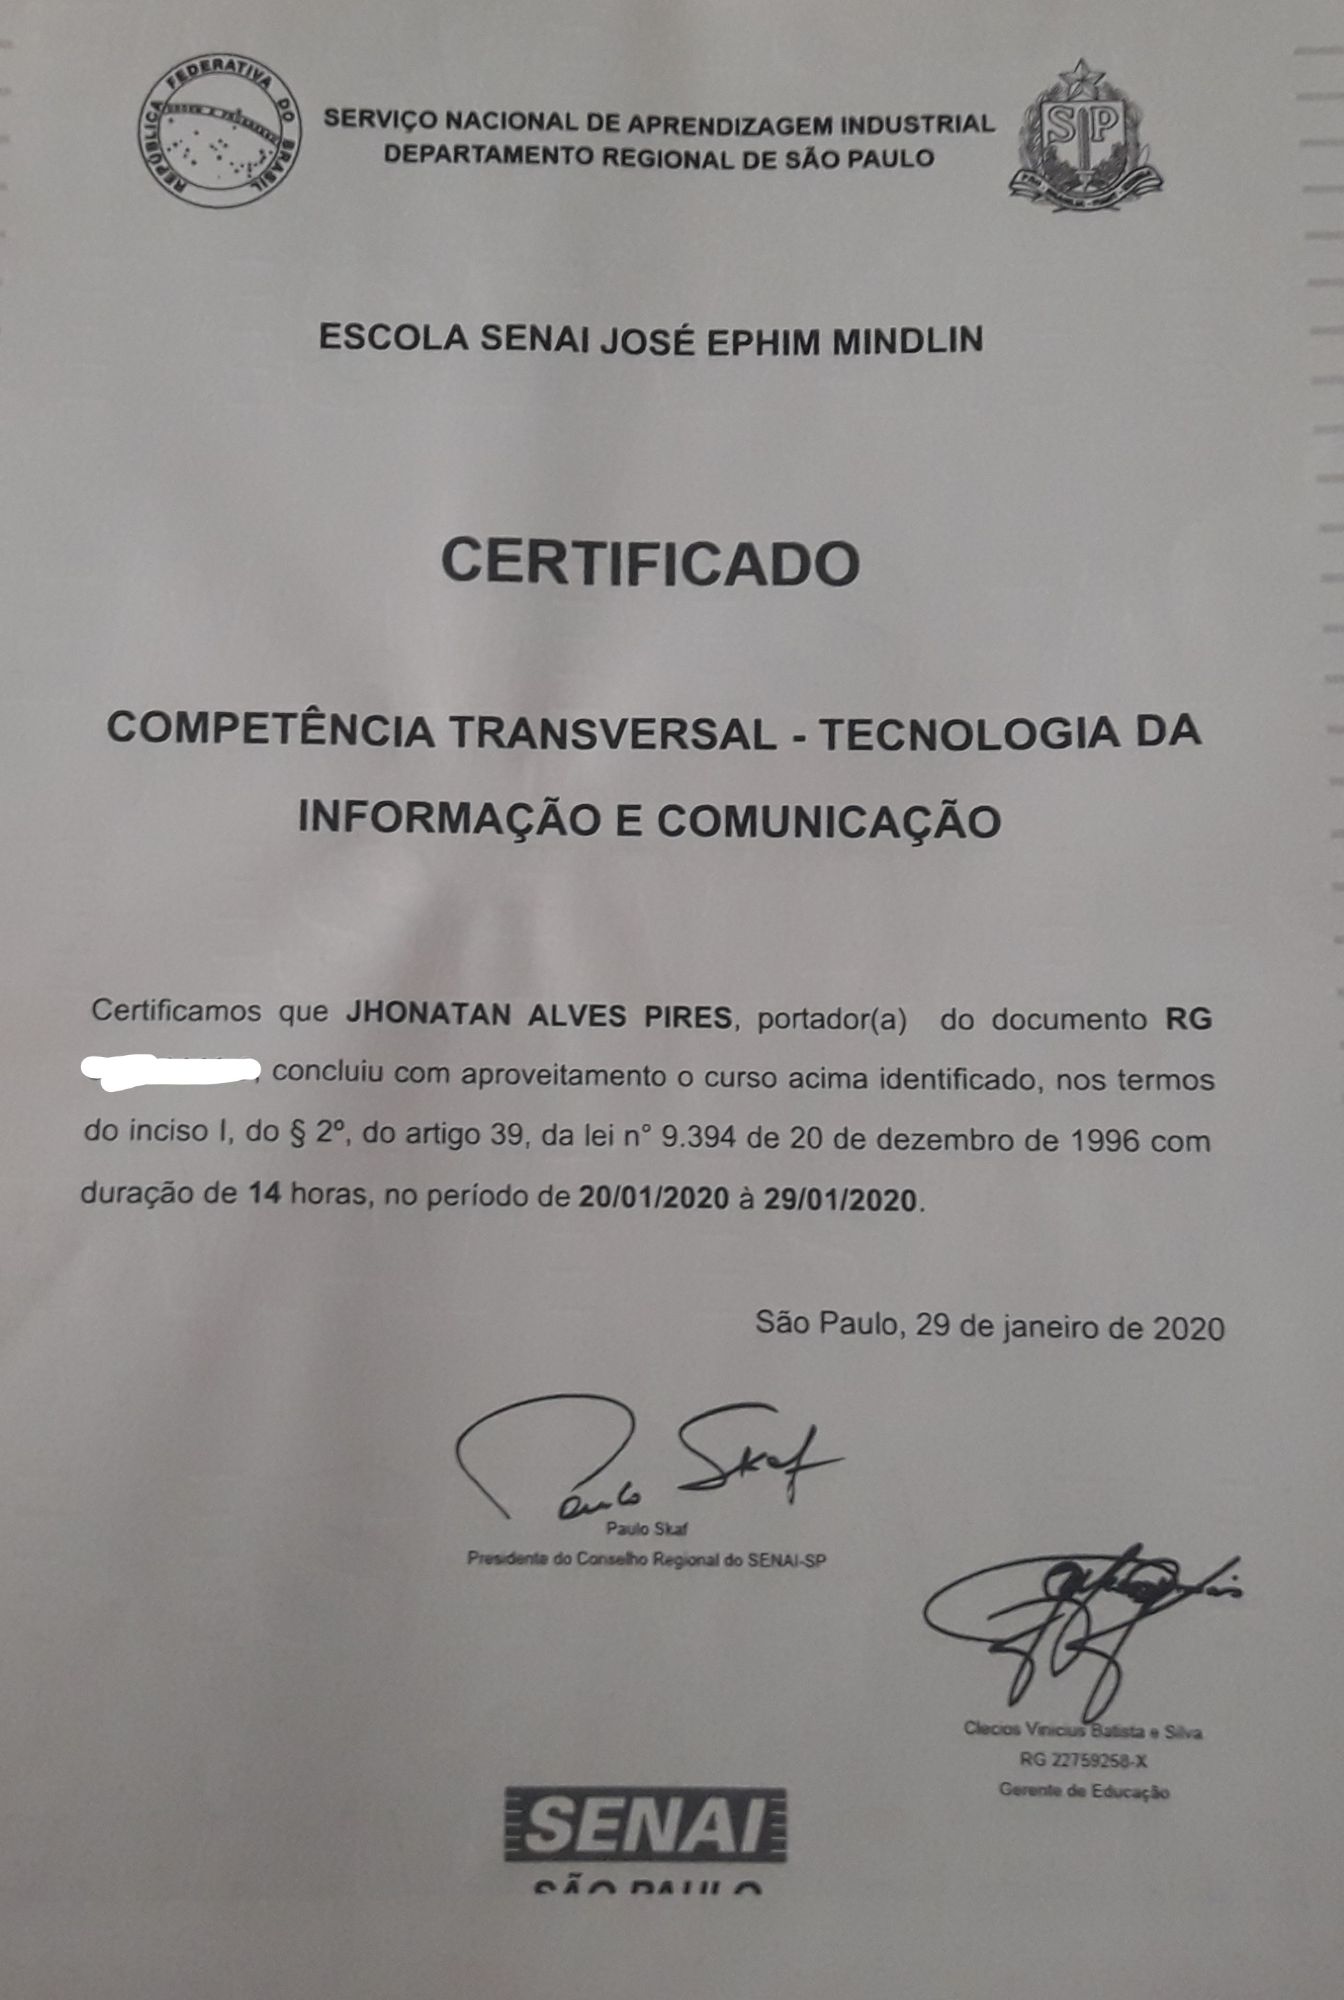 REPÚBLICA FEDERATIVA DO BRASIL
SERVIÇO NACIONAL DE APRENDIZAGEM INDUSTRIAL
DEPARTAMENTO REGIONAL DE SÃO PAULO
SP
ESCOLA SENAI JOSÉ EPHIM MINDLIN
CERTIFICADO
COMPETÊNCIA TRANSVERSAL - TECNOLOGIA DA
INFORMAÇÃO E COMUNICAÇÃO
Certificamos que JHONATAN ALVES PIRES, portador(a) do documento RG
, concluiu com aproveitamento o curso acima identificado, nos termos
do inciso I, do § 2º, do artigo 39, da lei n° 9.394 de 20 de dezembro de 1996 com
duração de 14 horas, no período de 20/01/2020 à 29/01/2020.
São Paulo, 29 de janeiro de 2020
Paulo Skaf
Paulo Skaf
Presidente do Conselho Regional do SENAI-SP
Clecios Vinicius Batista e Silva
RG 22759258-X
Gerente de Educação
SENAI
SÃO PAULO